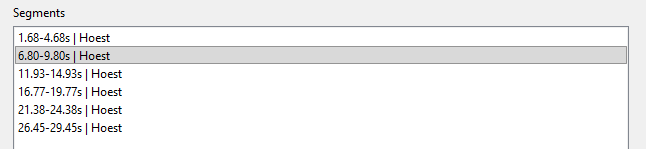 Segments
1.68-4.68s | Hoest
6.80-9.80s | Hoest
11.93-14.93s | Hoest
16.77-19.77s | Hoest
21.38-24.38s | Hoest
26.45-29.45s | Hoest